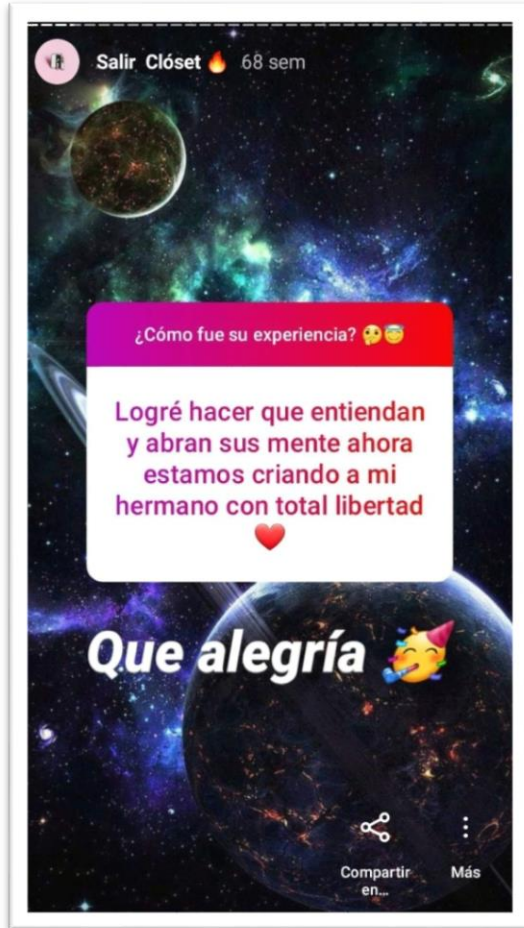 Salir Clóset 🔥 68 sem
¿Cómo fue su experiencia? 🤔😇
Logré hacer que entiendan
y abran sus mente ahora
estamos criando a mi
hermano con total libertad
❤️
Que alegría 🥳
Compartir
en...
Más